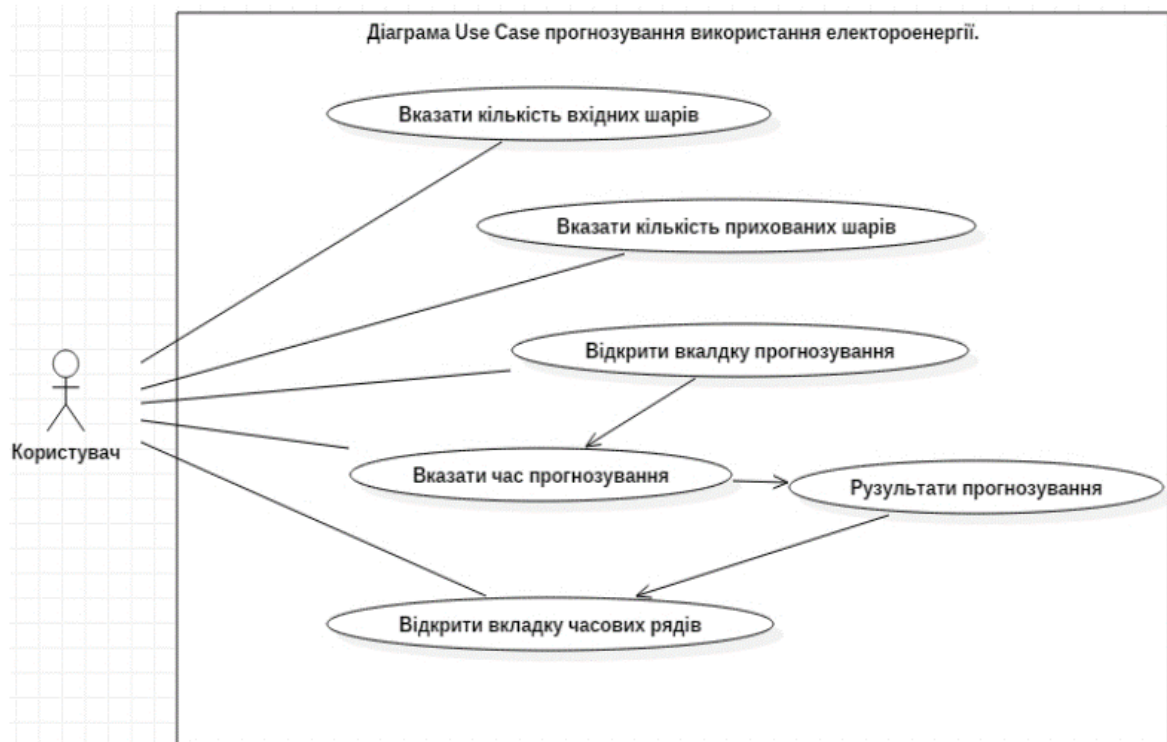 Діаграма Use Case прогнозування використання електороенергії.
Вказати кількість вхідних шарів
Вказати кількість прихованих шарів
Відкрити вкалдку прогнозування
Користувач
Вказати час прогнозування
Рузультати прогнозування
Відкрити вкладку часових рядів